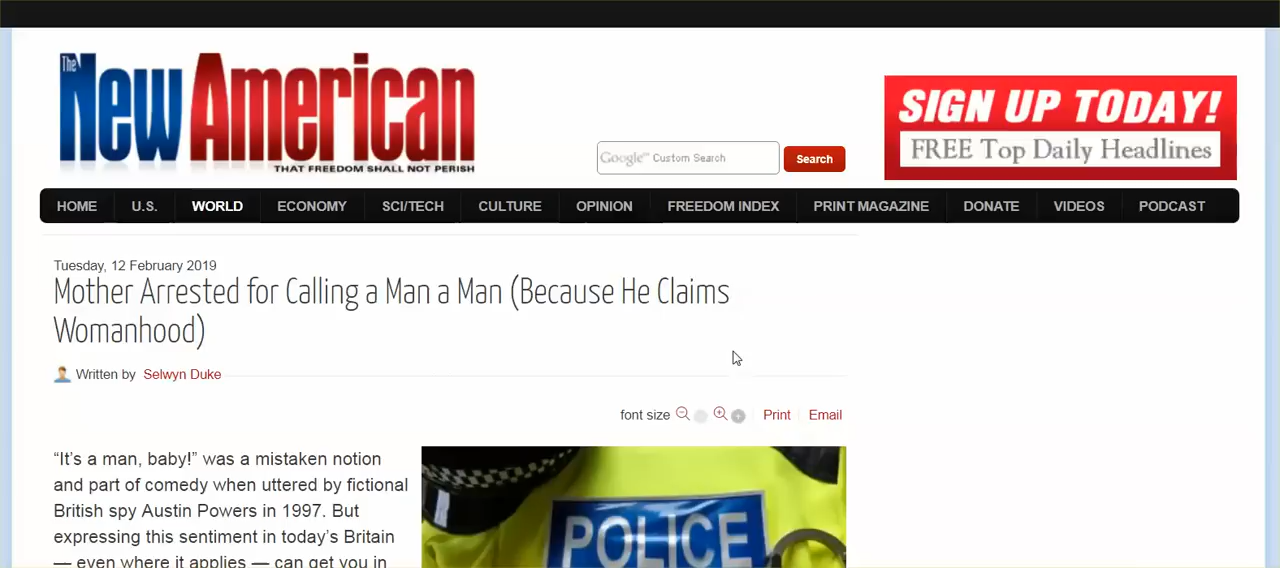 The New American
THAT FREEDOM SHALL NOT PERISH
Google™ Custom Search
Search
SIGN UP TODAY!
FREE Top Daily Headlines
HOME U.S. WORLD ECONOMY SCI/TECH CULTURE OPINION FREEDOM INDEX PRINT MAGAZINE DONATE VIDEOS PODCAST
Tuesday, 12 February 2019
Mother Arrested for Calling a Man a Man (Because He Claims
Womanhood)
Written by Selwyn Duke
font size Print Email
“It’s a man, baby!” was a mistaken notion
and part of comedy when uttered by fictional
British spy Austin Powers in 1997. But
expressing this sentiment in today’s Britain
— even where it applies — can get you in
POLICE